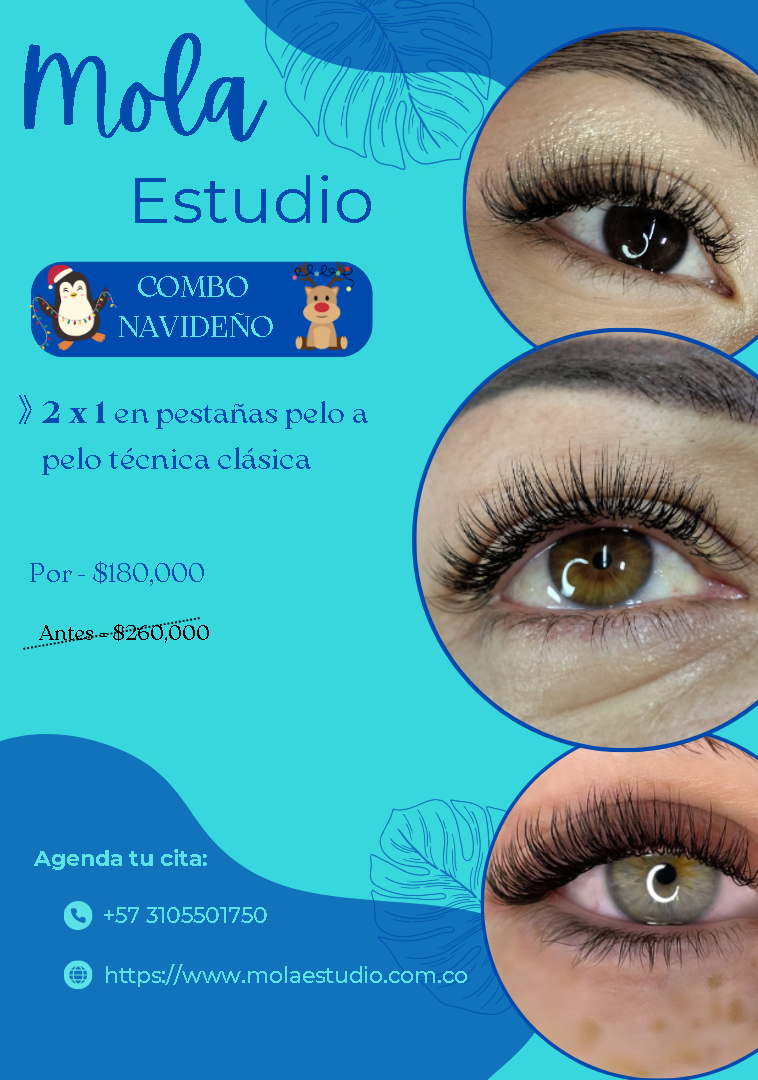 Mola
Estudio
COMBO
NAVIDEÑO
》2 x 1 en pestañas pelo a
pelo técnica clásica
Por - $180,000
Antes - $260,000
Agenda tu cita:
+57 3105501750
https://www.molaestudio.com.co